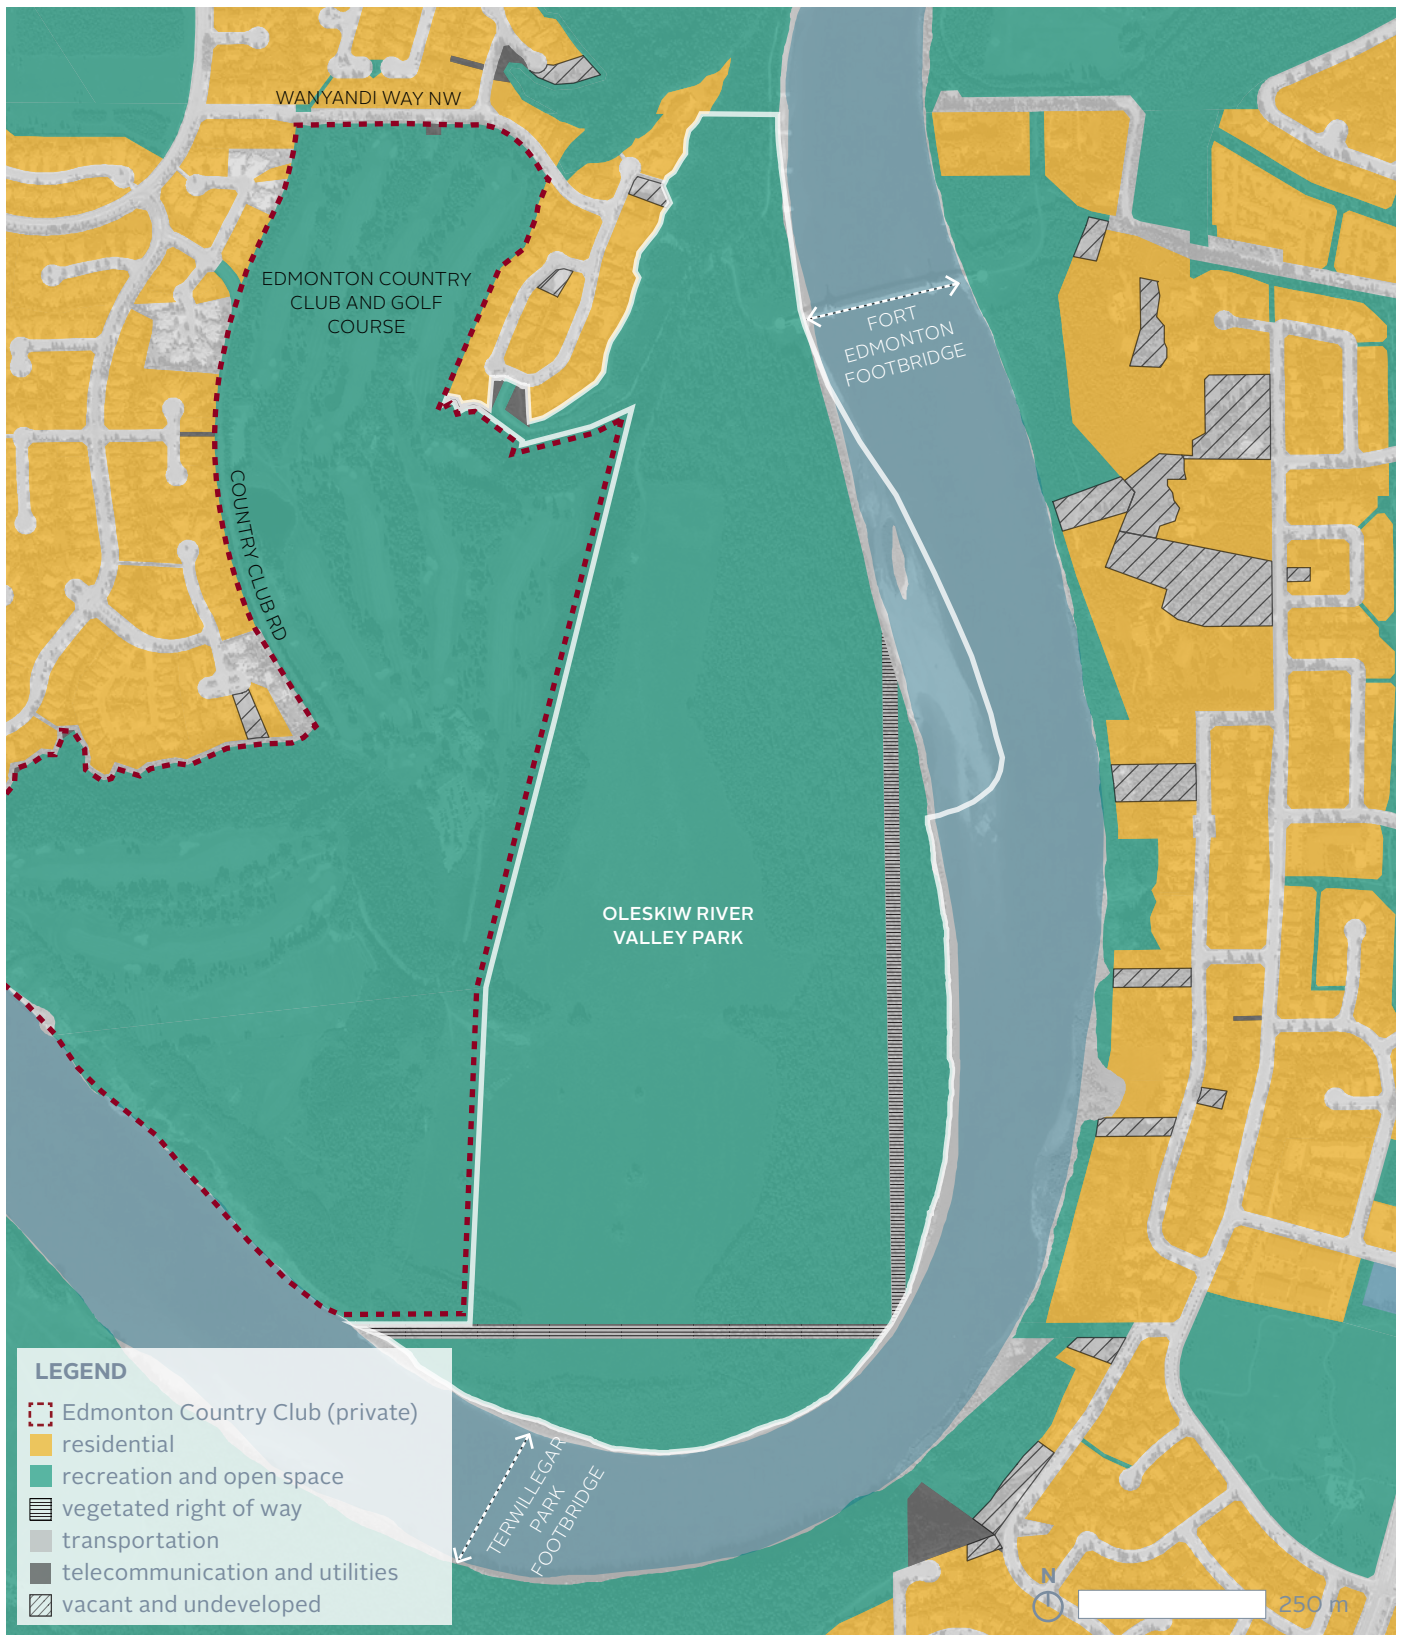 WANYANDI WAY NW
EDMONTON COUNTRY
CLUB AND GOLF
COURSE
FORT
EDMONTON
FOOTBRIDGE
COUNTRY CLUB RD
OLESKIW RIVER
VALLEY PARK
TERWILLEGAR
PARK
FOOTBRIDGE
LEGEND
Edmonton Country Club (private)
residential
recreation and open space
vegetated right of way
transportation
telecommunication and utilities
vacant and undeveloped
N
250 m